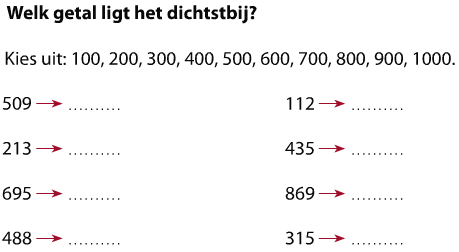 Welk getal ligt het dichtstbij?
Kies uit: 100, 200, 300, 400, 500, 600, 700, 800, 900, 1000.
509 → .......... 112 → ..........
213 → .......... 435 → ..........
695 → .......... 869 → ..........
488 → .......... 315 → ..........